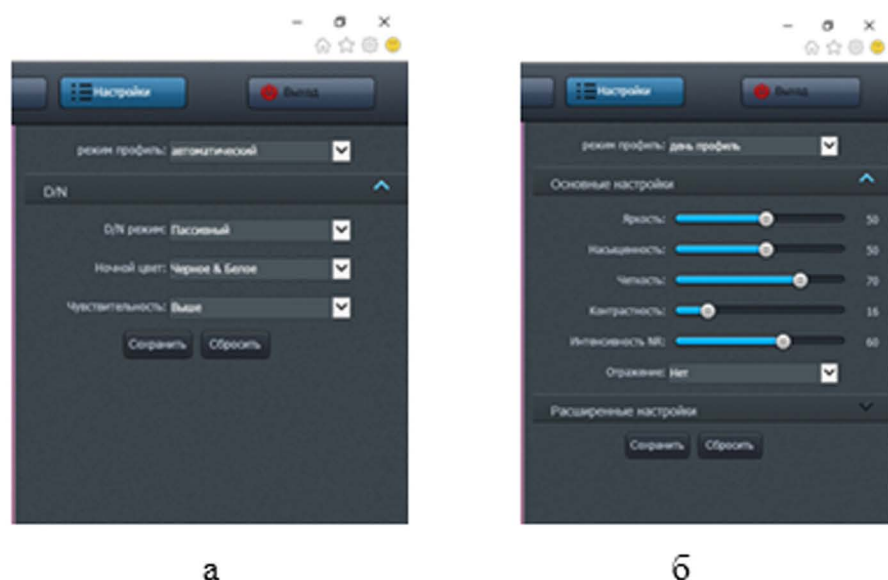 Настройки
Выход
режим профиль: автоматический
D/N
D/N режим: Пассивный
Ночной цвет: Черное & Белое
Чувствительность: Выше
Сохранить Сбросить
а
Настройки
Выход
режим профиль: день профиль
Основные настройки
Яркость: 50
Насыщенность: 50
Четкость: 70
Контрастность: 16
Интенсивность NR: 60
Отражение: Нет
Расширенные настройки
Сохранить Сбросить
б